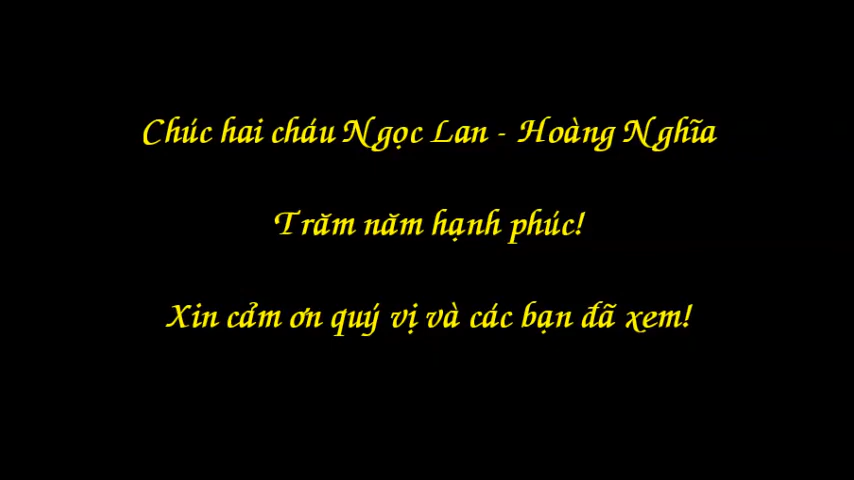 Chúc hai cháu Ngọc Lan - Hoàng Nghĩa
Trăm năm hạnh phúc!
Xin cảm ơn quý vị và các bạn đã xem!